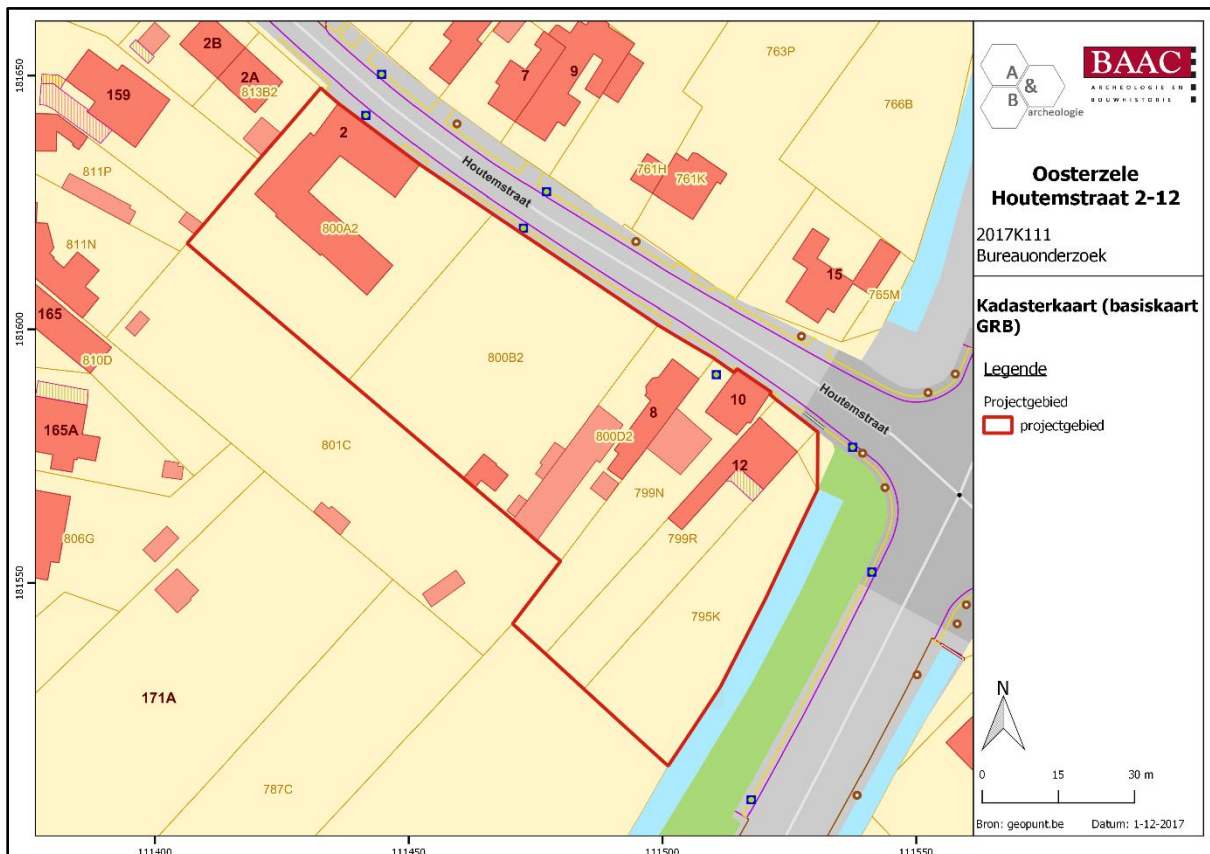 2B
2A
813B2
159
2
7
9
763P
766B
Houtemstraat
761H
761K
811P
800A2
811N
15
765M
165
810D
800B2
Houtemstraat
8
10
165A
801C
800D2
12
799N
806G
799R
795K
171A
787C
181650
181600
181550
111400
111450
111500
111550
A
&
B
archeologie
BAAC
ARCHEOLOGIE EN
BOUWHISTORIE
Oosterzele
Houtemstraat 2-12
2017K111
Bureauonderzoek
Kadasterkaart (basiskaart
GRB)
Legende
Projectgebied
projectgebied
N
0 15 30 m
Bron: geopunt.be Datum: 1-12-2017